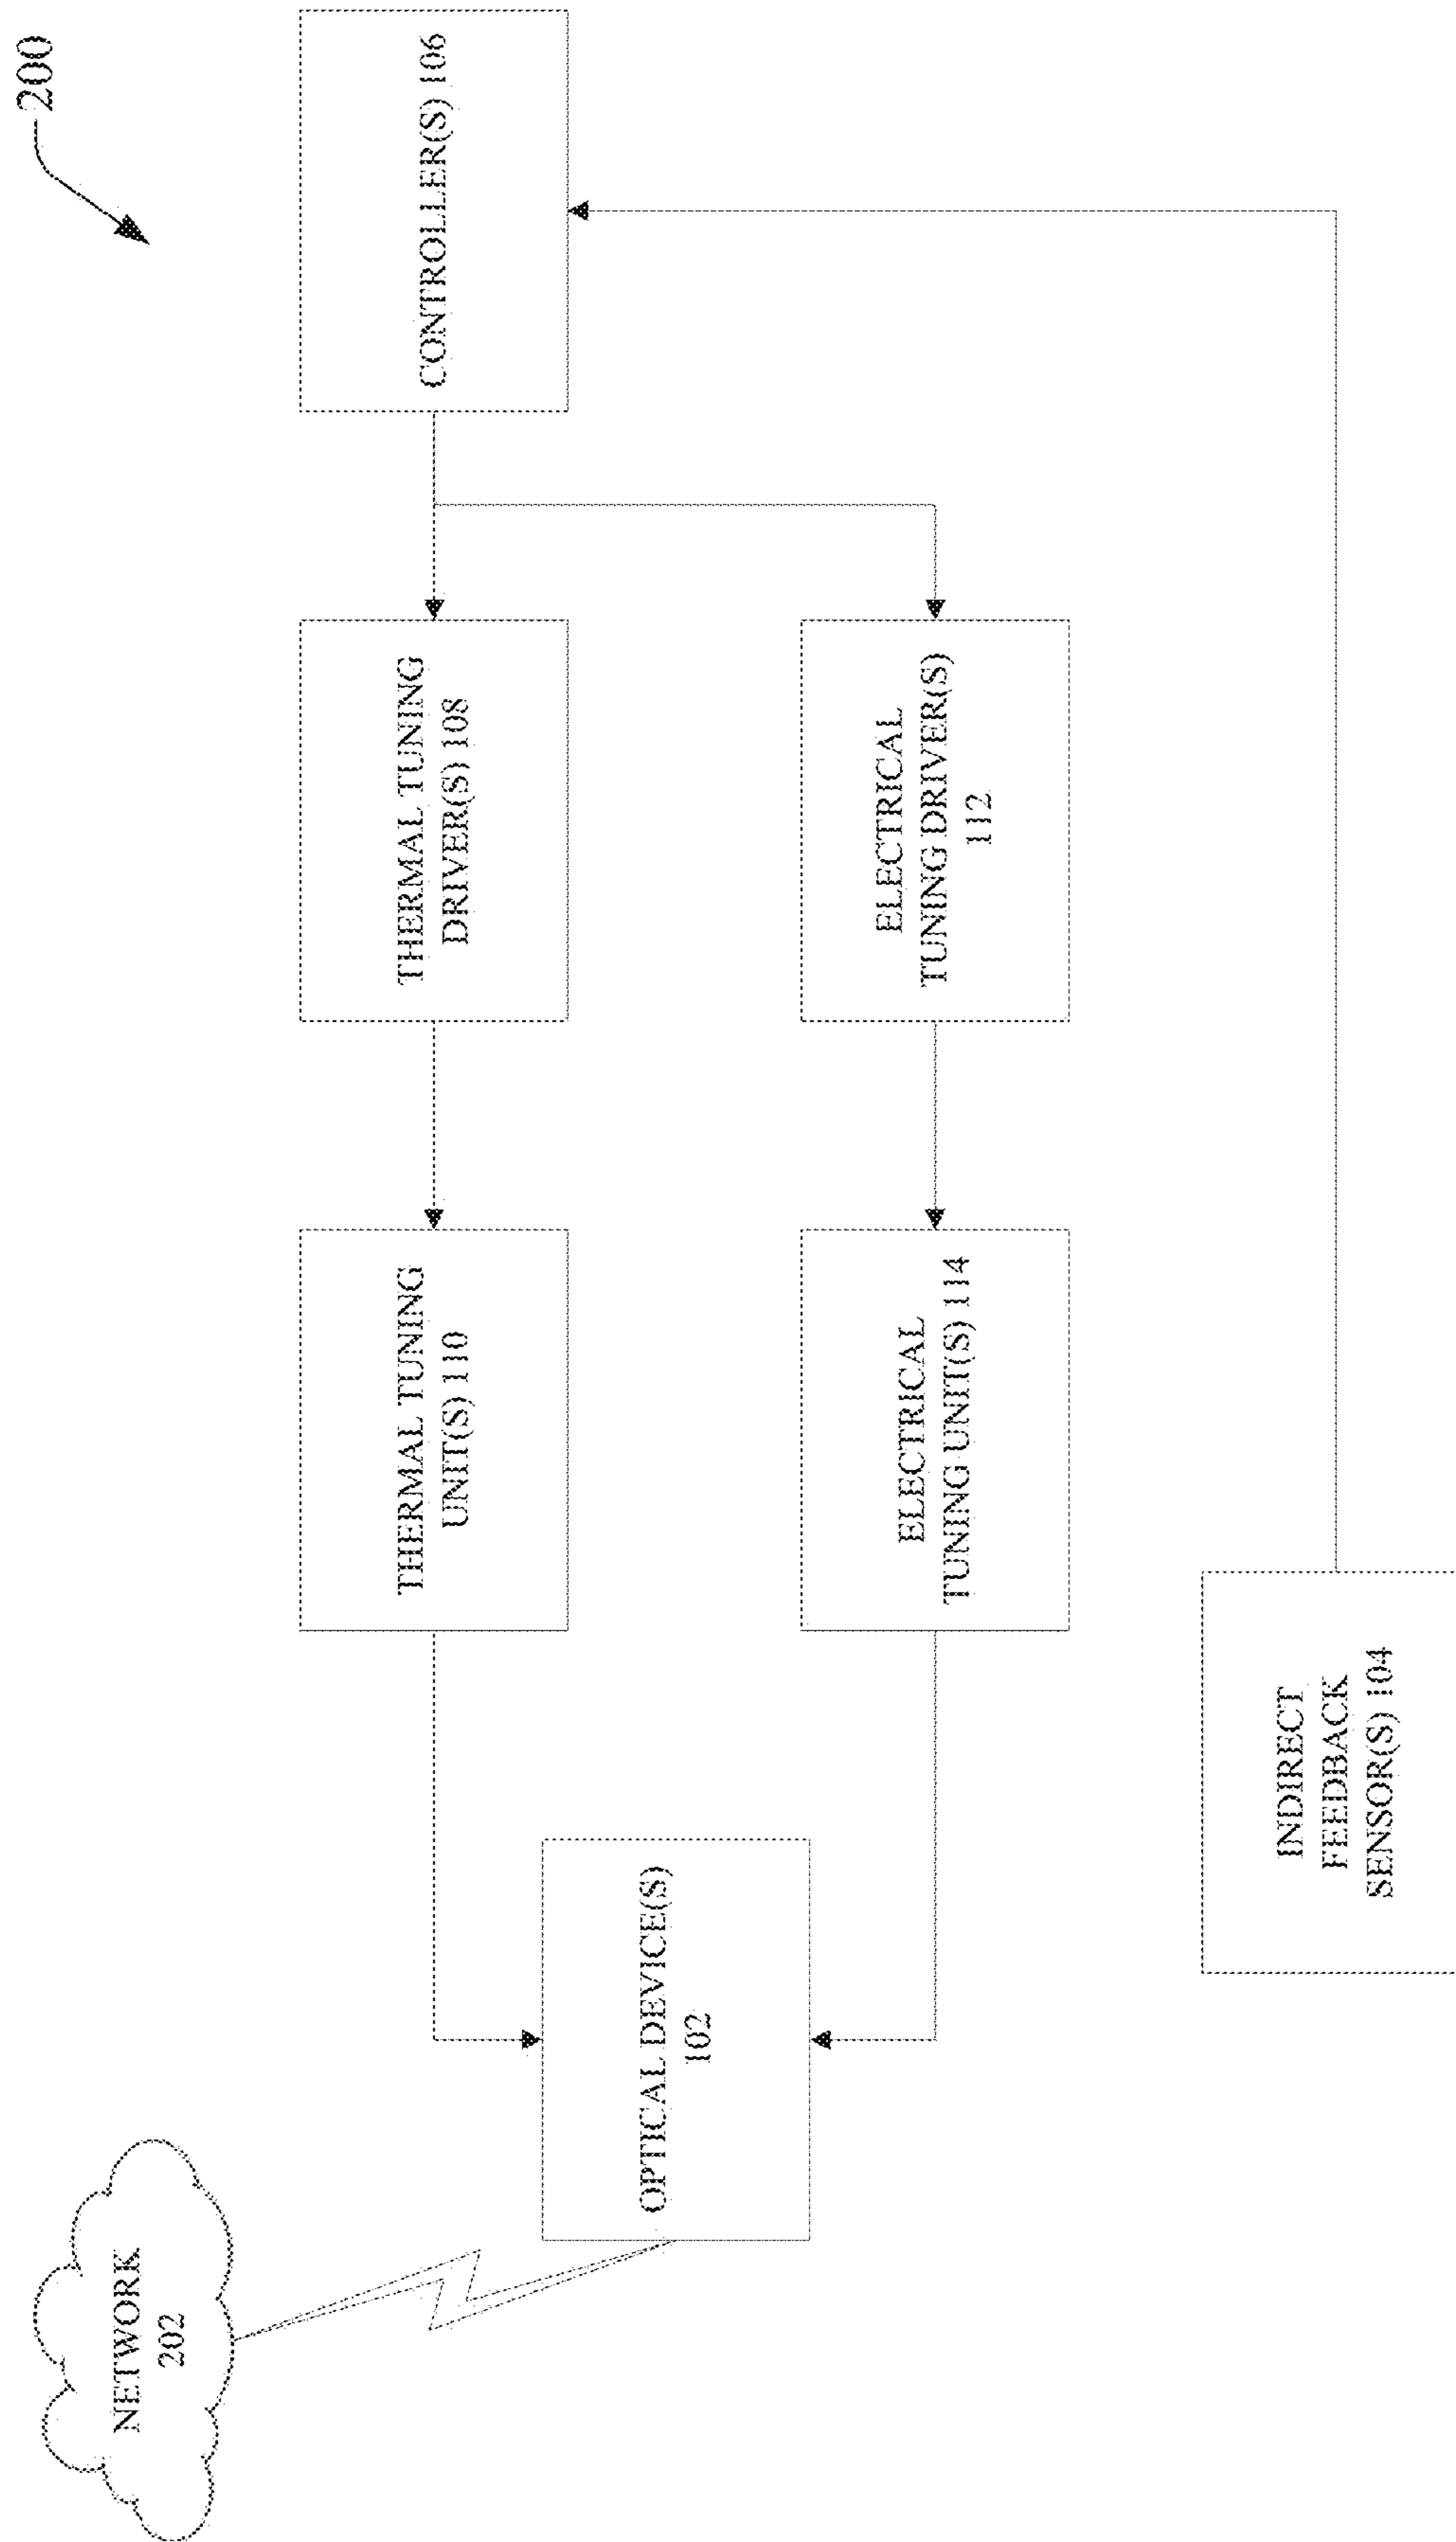 200
NETWORK
202
OPTICAL DEVICE(S)
102
THERMAL TUNING
UNIT(S) 110
THERMAL TUNING
DRIVER(S) 108
CONTROLLER(S) 106
ELECTRICAL
TUNING UNIT(S) 114
ELECTRICAL
TUNING DRIVER(S)
112
INDIRECT
FEEDBACK
SENSOR(S) 104